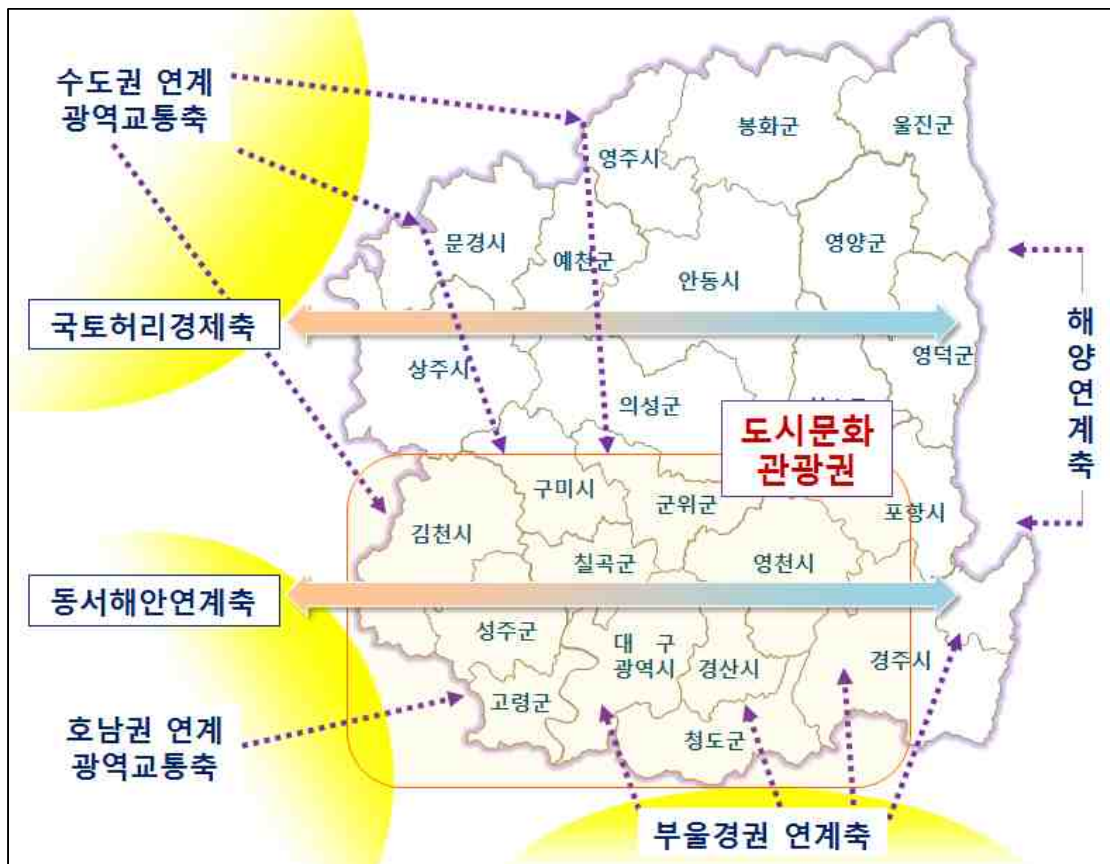 수도권 연계
광역교통축
봉화군
울진군
영주시
문경시
예천군
영양군
안동시
국토허리경제축
해양연계축
상주시
영덕군
의성군
도시문화
관광권
구미시
군위군
포항시
김천시
칠곡군
영천시
동서해안연계축
성주군
대 구
광역시
경산시
경주시
고령군
호남권 연계
광역교통축
청도군
부울경권 연계축